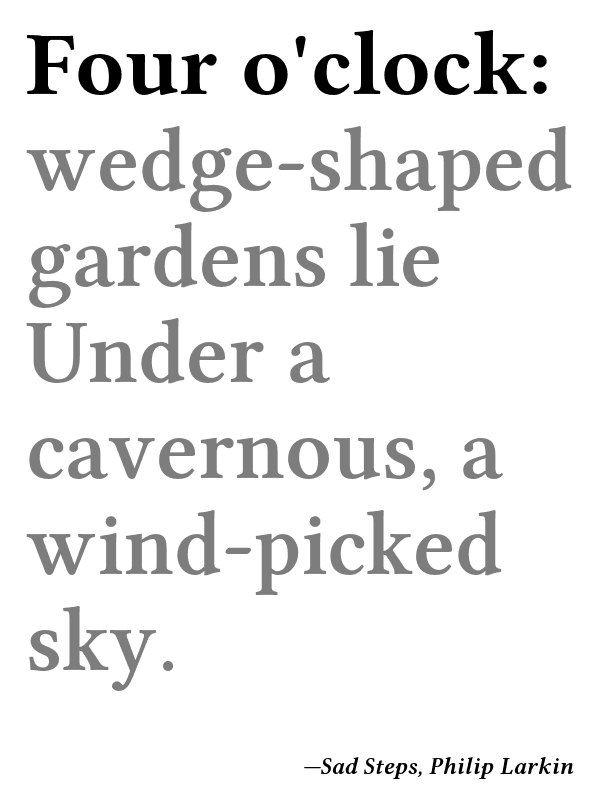 Four o'clock:
wedge-shaped
gardens lie
Under a
cavernous, a
wind-picked
sky.
—Sad Steps, Philip Larkin